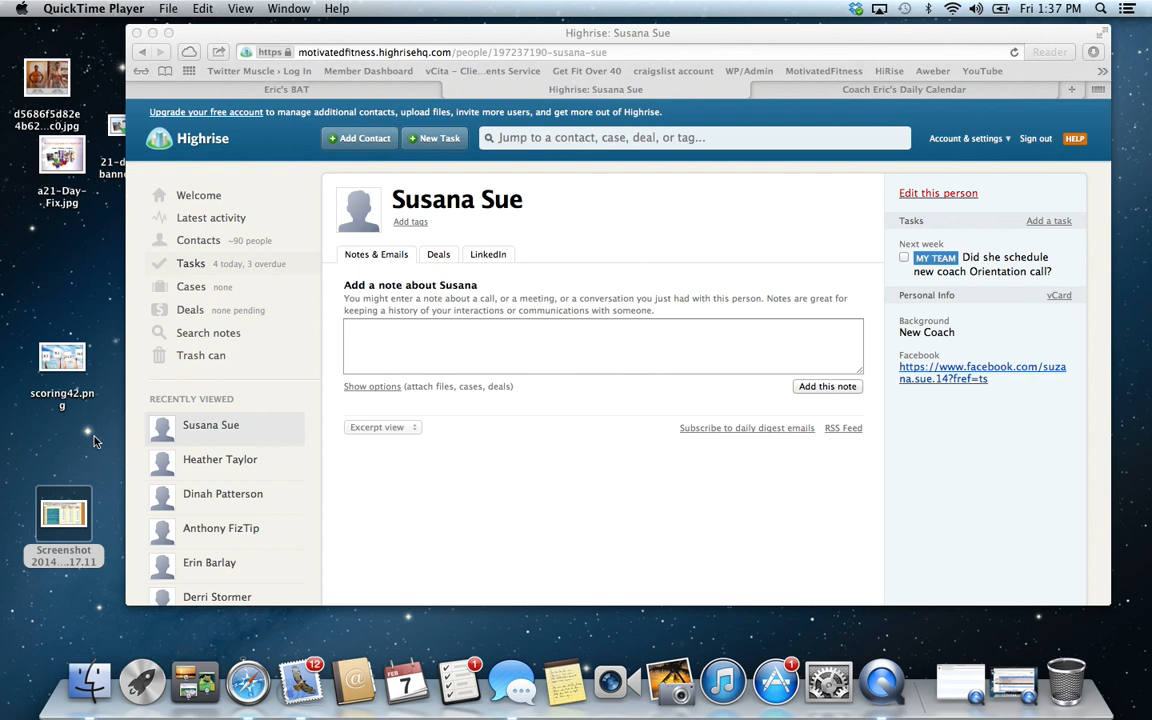 QuickTime Player File Edit View Window Help
Fri 1:37 PM
d5686f5d82e
4b62...c0.jpg
a21-Day-
Fix.jpg
21-d
bann
scoring42.pn
g
Screenshot
2014....17.11
Highrise: Susana Sue
https motivatedfitness.highrisehq.com/people/197237190-susana-sue
Reader
Twitter Muscle › Log In Member Dashboard vCita - Clie...ents Service Get Fit Over 40 craigslist account WP/Admin MotivatedFitness HiRise Aweber YouTube
Eric's BAT Highrise: Susana Sue Coach Eric's Daily Calendar
Upgrade your free account to manage additional contacts, upload files, invite more users, and get more out of Highrise.
Highrise
Add Contact New Task Jump to a contact, case, deal, or tag... Account & settings Sign out HELP
Welcome
Latest activity
Contacts ~90 people
Tasks 4 today, 3 overdue
Cases none
Deals none pending
Search notes
Trash can
RECENTLY VIEWED
Susana Sue
Heather Taylor
Dinah Patterson
Anthony FizTip
Erin Barlay
Derri Stormer
Susana Sue
Add tags
Notes & Emails Deals LinkedIn
Add a note about Susana
You might enter a note about a call, or a meeting, or a conversation you just had with this person. Notes are great for
keeping a history of your interactions or communications with someone.
Show options (attach files, cases, deals)
Add this note
Excerpt view
Subscribe to daily digest emails RSS Feed
Edit this person
Tasks Add a task
Next week
MY TEAM Did she schedule
new coach Orientation call?
Personal Info vCard
Background
New Coach
Facebook
https://www.facebook.com/suza
na.sue.14?fref=ts
12
FEB
7
1
1